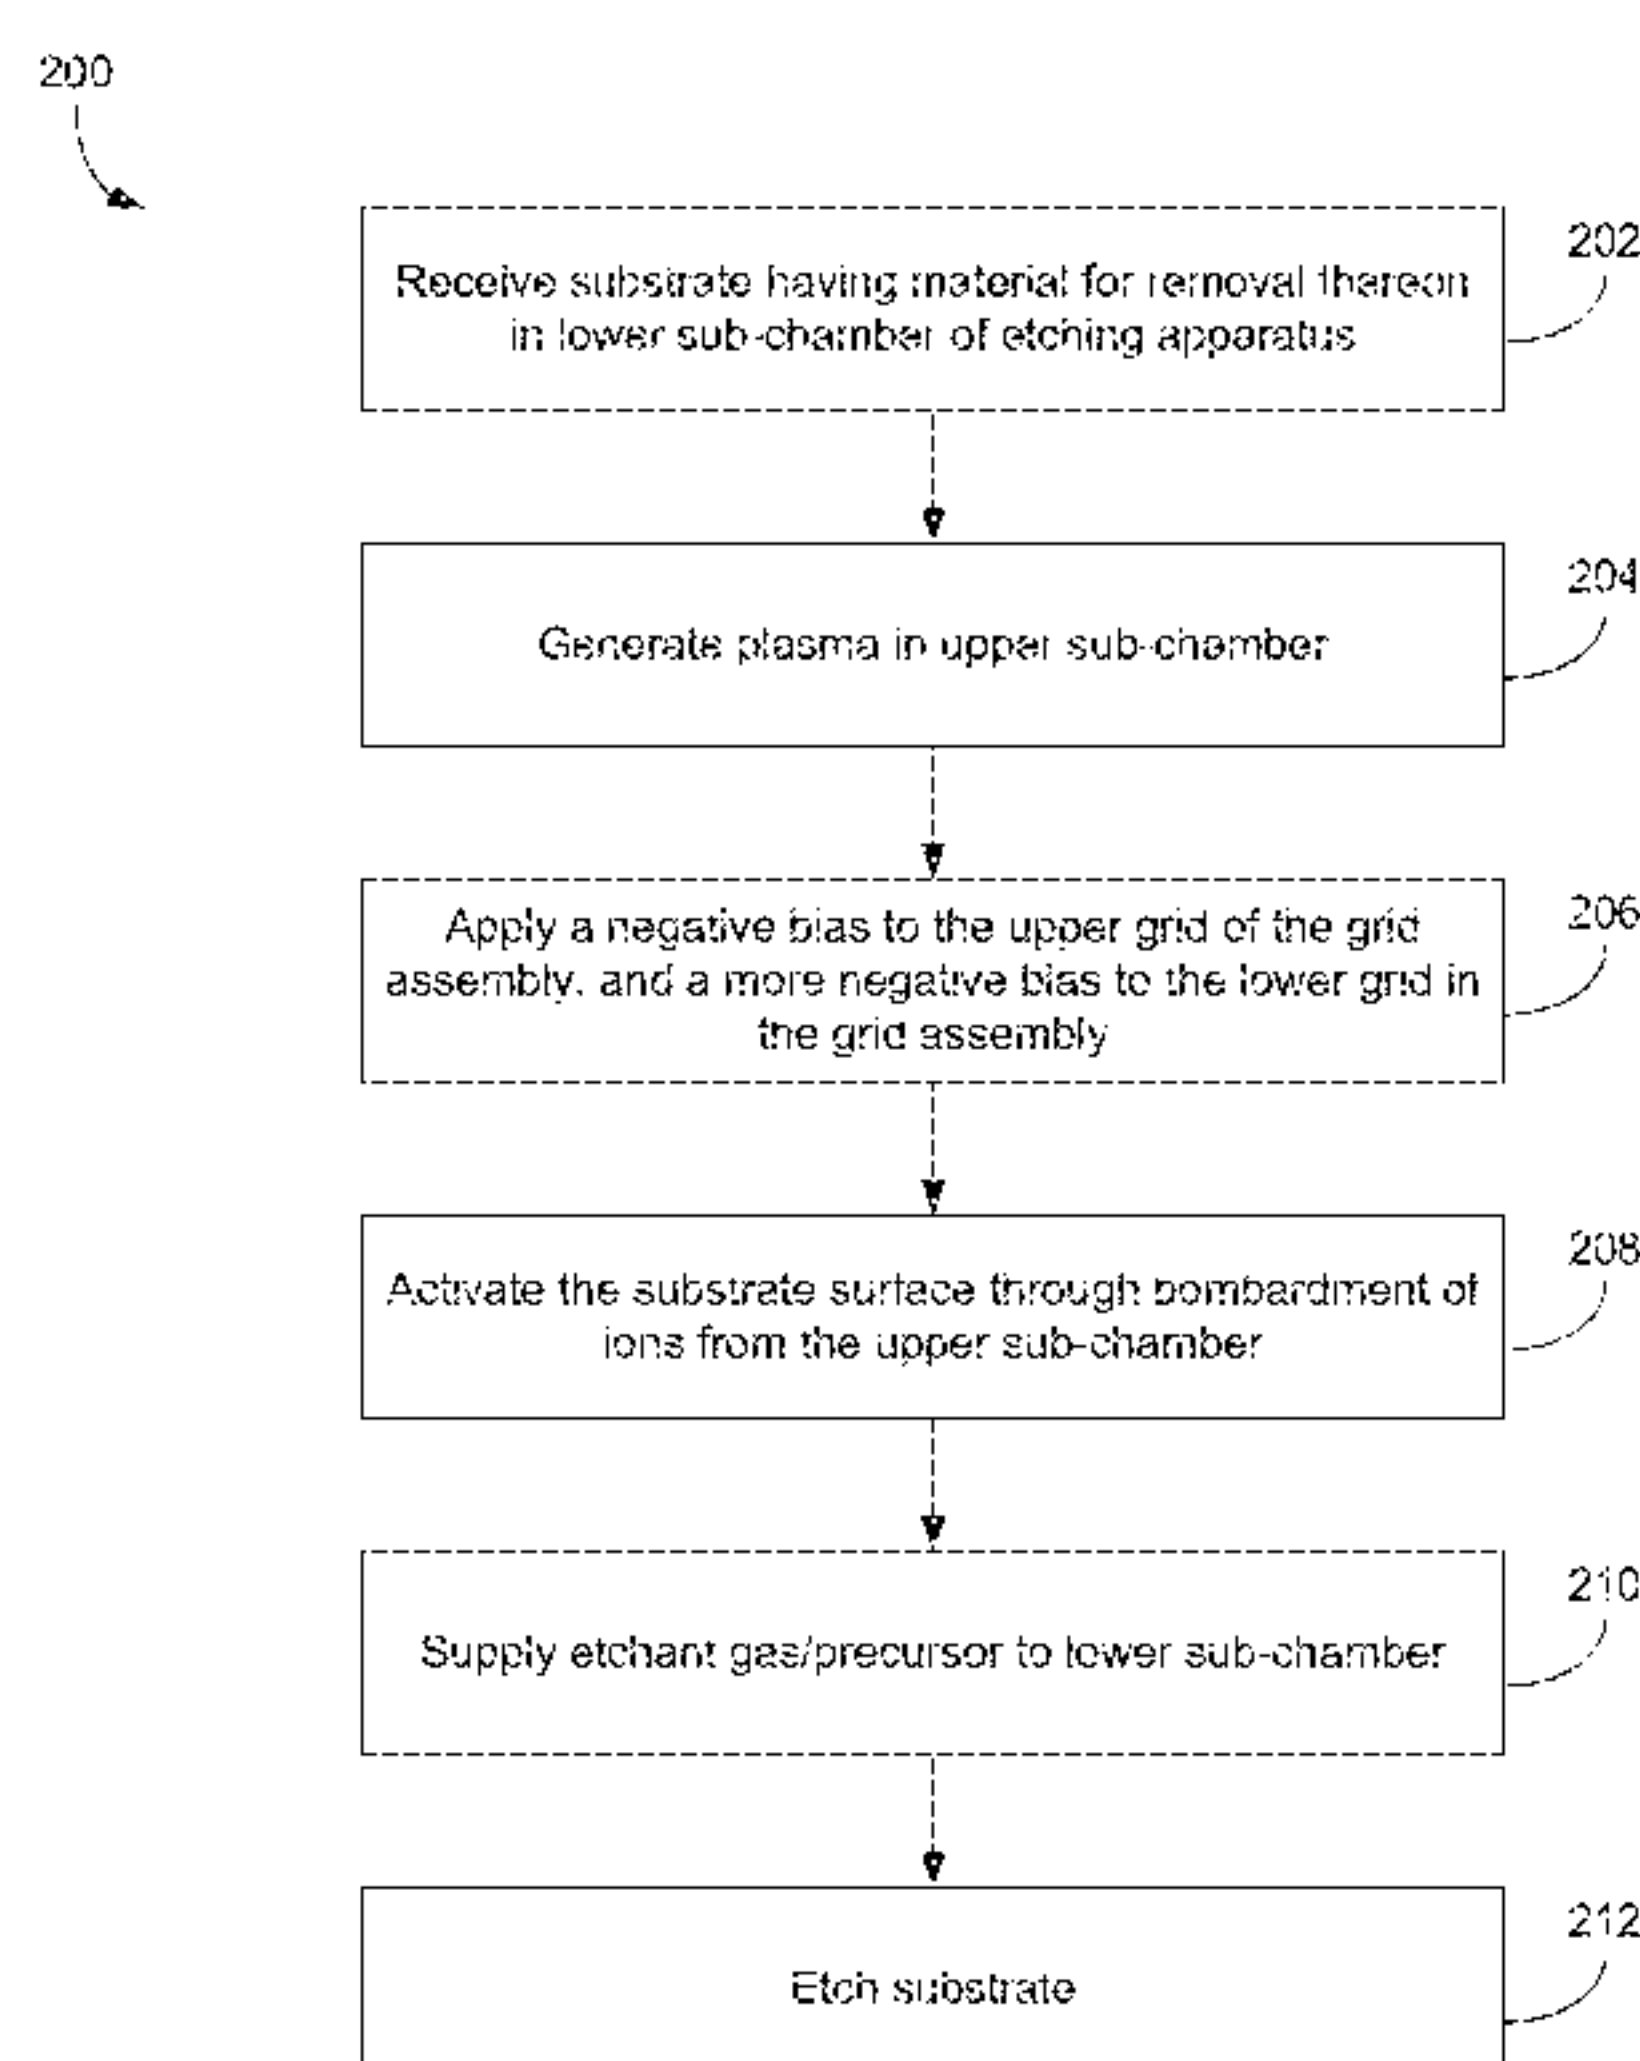 200
Receive substrate having material for removal thereon
in lower sub-chamber of etching apparatus
202
Generate plasma in upper sub-chamber
204
Apply a negative bias to the upper grid of the grid
assembly, and a more negative bias to the lower grid in
the grid assembly
206
Activate the substrate surface through bombardment of
ions from the upper sub-chamber
208
Supply etchant gas/precursor to lower sub-chamber
210
Etch substrate
212